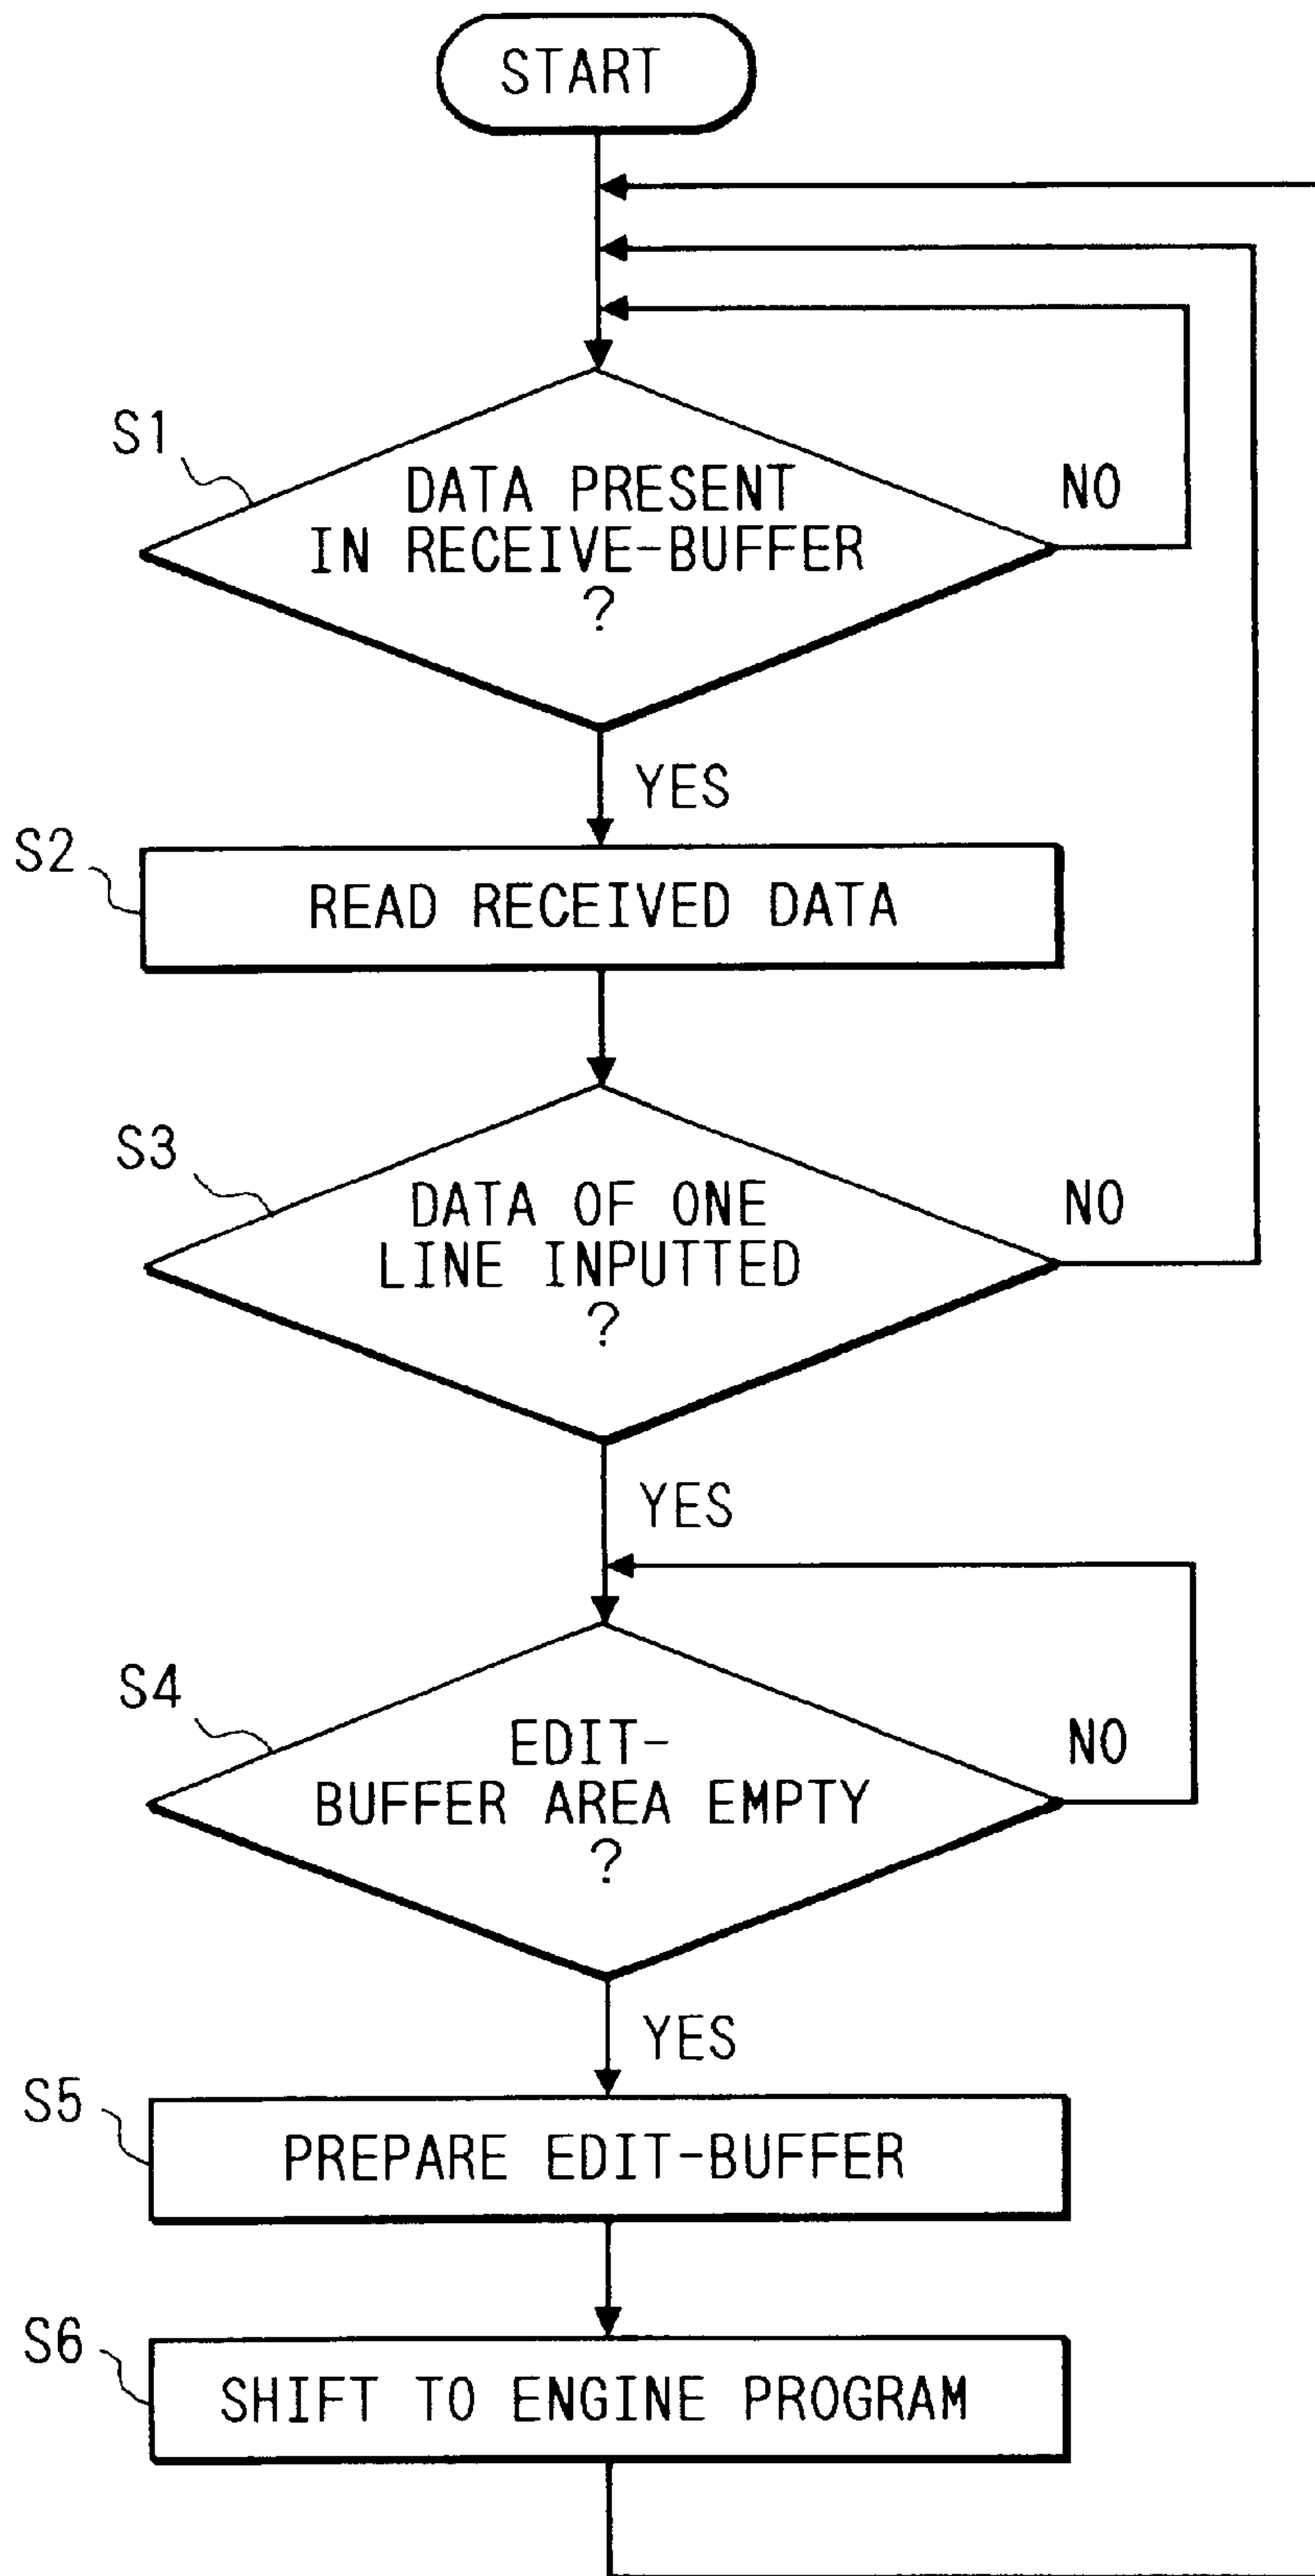 START
S1
DATA PRESENT
IN RECEIVE-BUFFER
?
NO
YES
S2
READ RECEIVED DATA
S3
DATA OF ONE
LINE INPUTTED
?
NO
YES
S4
EDIT-
BUFFER AREA EMPTY
?
NO
YES
S5
PREPARE EDIT-BUFFER
S6
SHIFT TO ENGINE PROGRAM